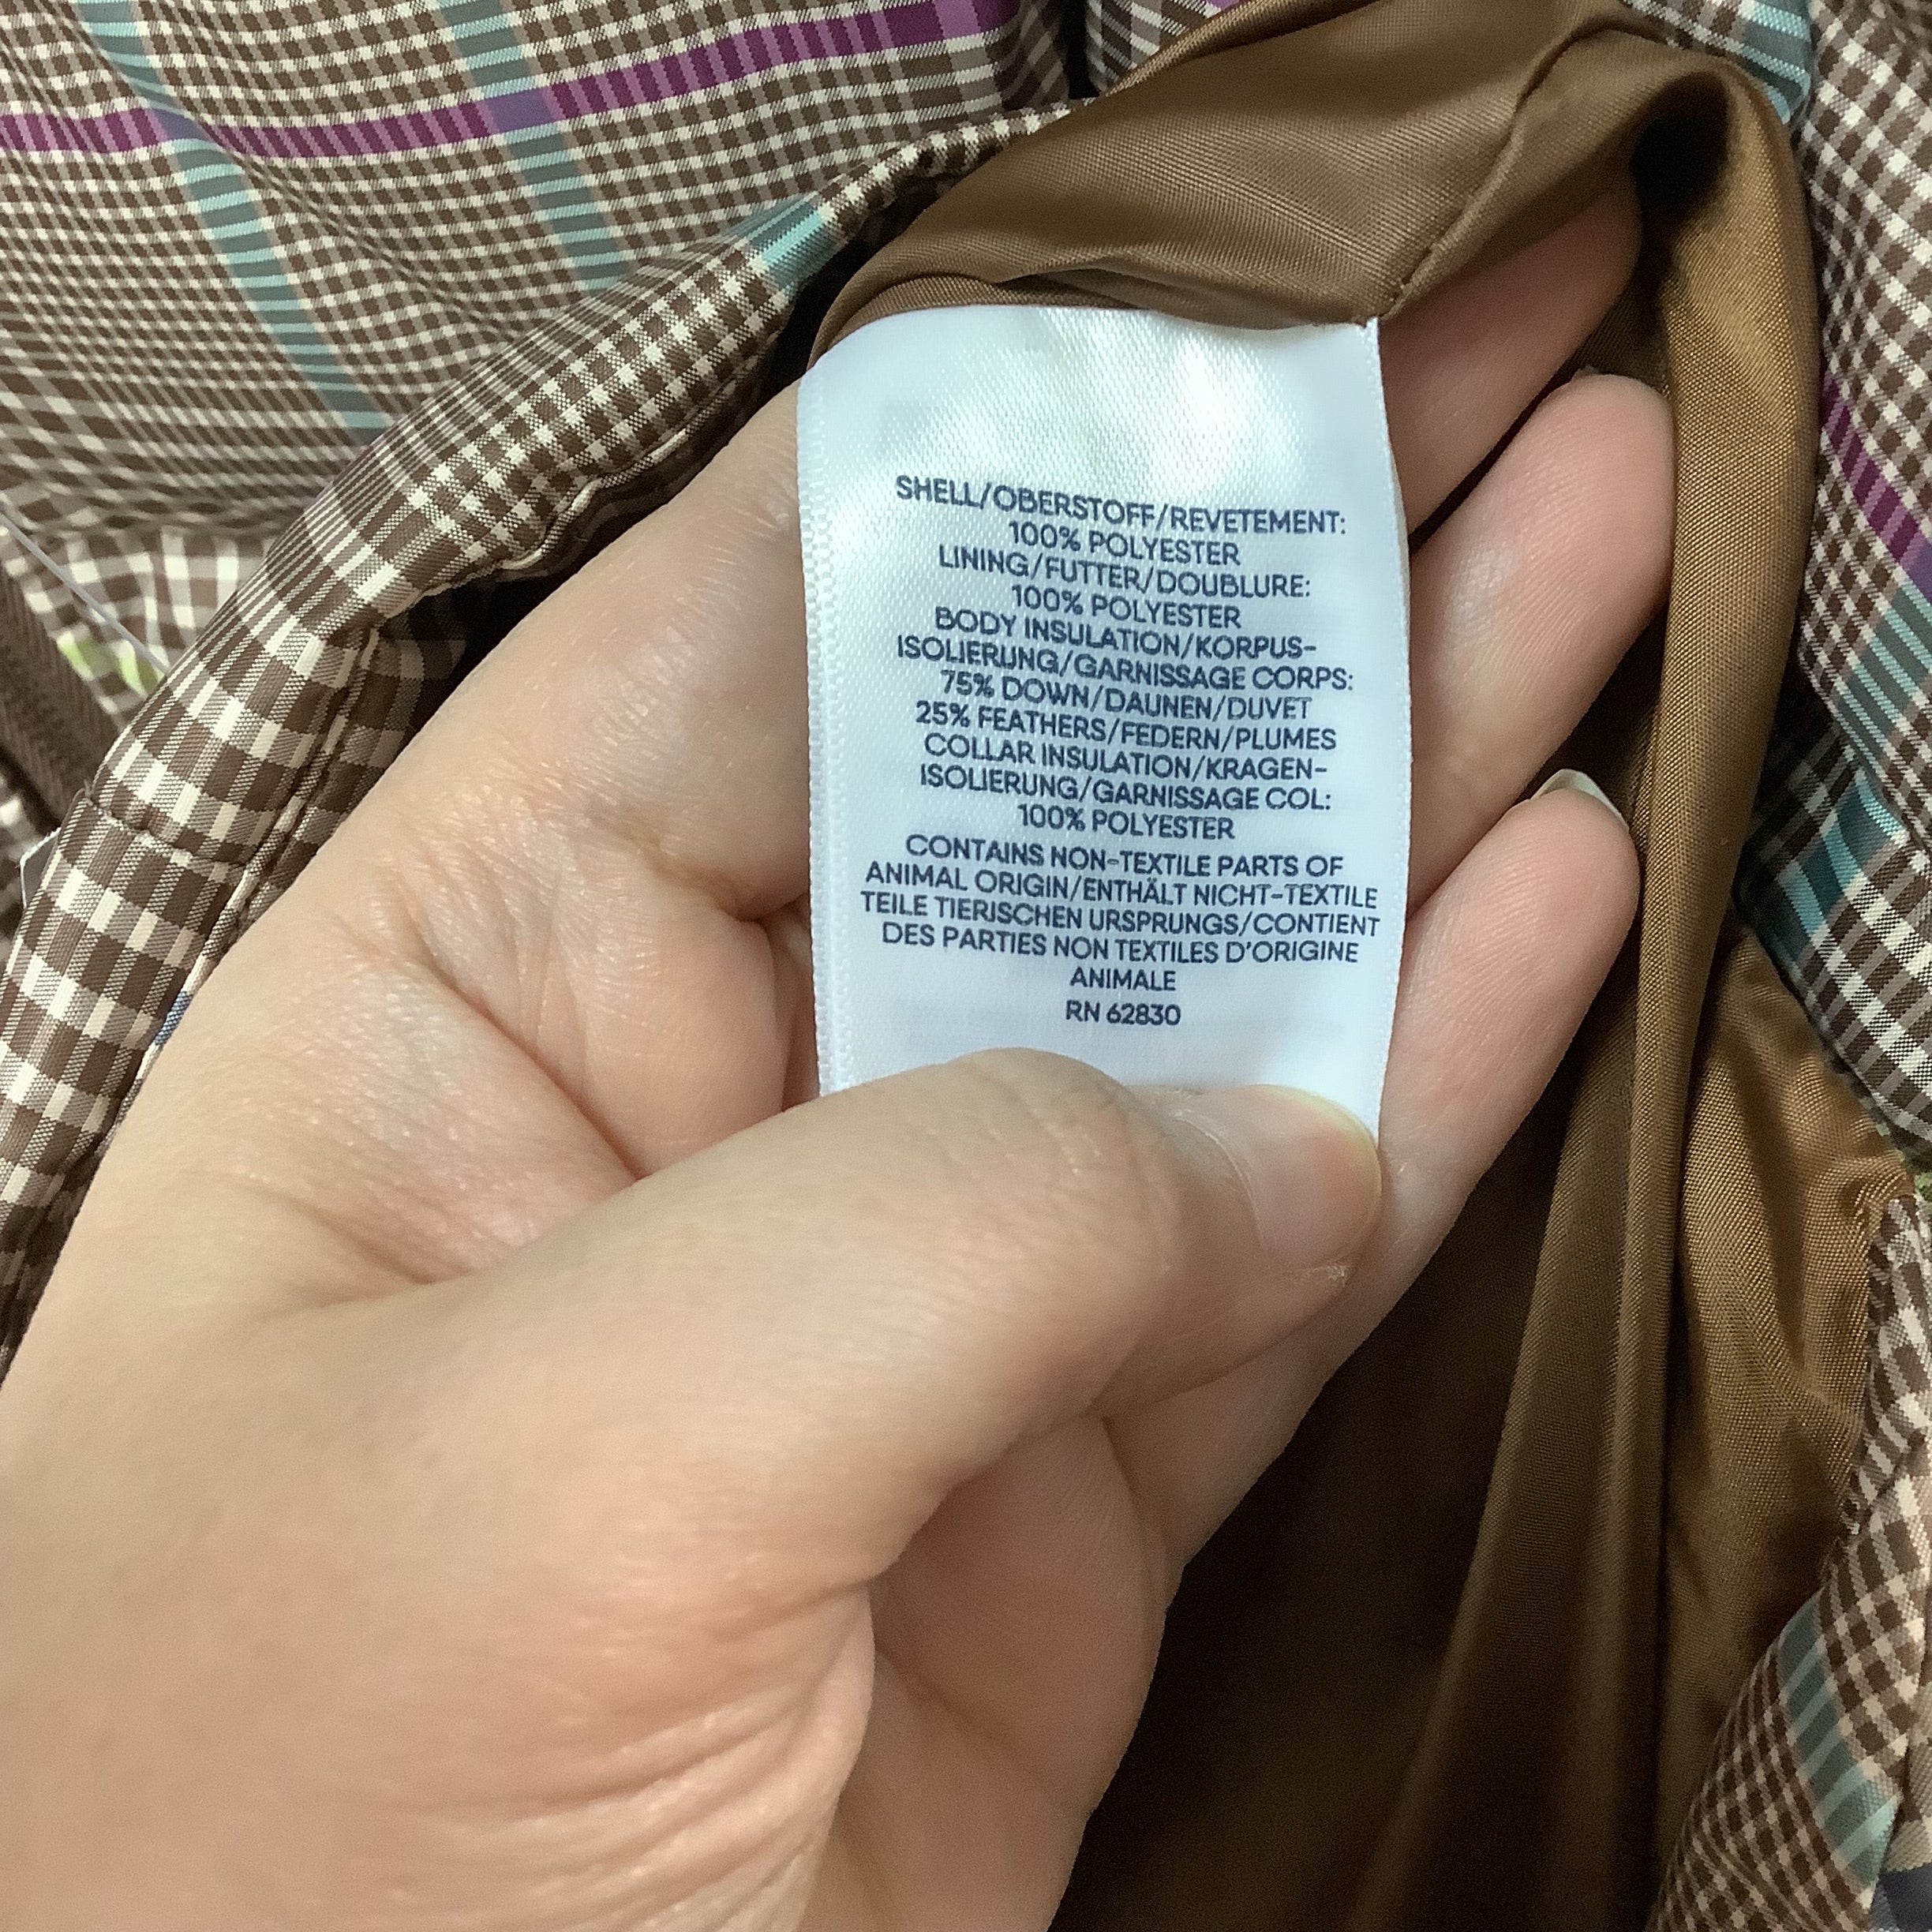 SHELL/OBERSTOFF/REVETEMENT:
100% POLYESTER
LINING/FUTTER/DOUBLURE:
100% POLYESTER
BODY INSULATION/KORPUS-
ISOLIERUNG/GARNISSAGE CORPS:
75% DOWN/DAUNEN/DUVET
25% FEATHERS/FEDERN/PLUMES
COLLAR INSULATION/KRAGEN-
ISOLIERUNG/GARNISSAGE COL:
100% POLYESTER
CONTAINS NON-TEXTILE PARTS OF
ANIMAL ORIGIN/ENTHÄLT NICHT-TEXTILE
TEILE TIERISCHEN URSPRUNGS/CONTIENT
DES PARTIES NON TEXTILES D'ORIGINE
ANIMALE
RN 62830